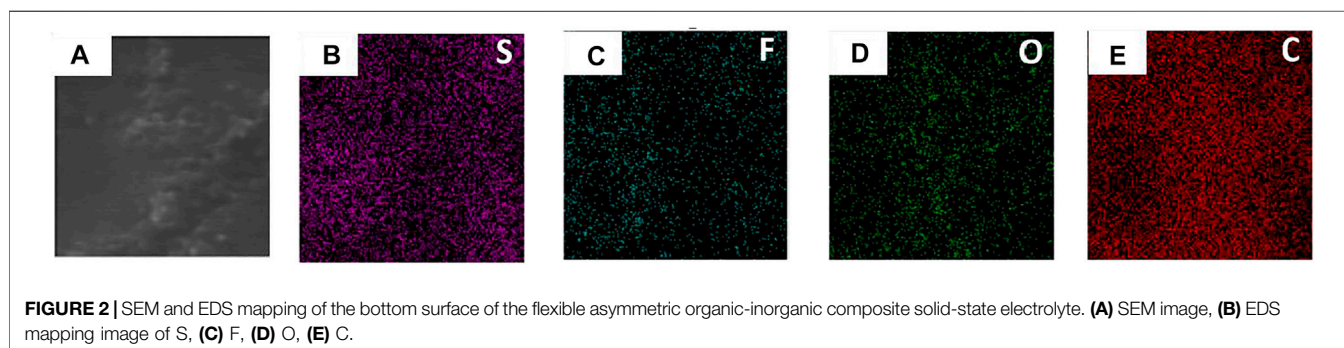 A
B
S
C
F
D
O
E
C
FIGURE 2 | SEM and EDS mapping of the bottom surface of the flexible asymmetric organic-inorganic composite solid-state electrolyte. (A) SEM image, (B) EDS
mapping image of S, (C) F, (D) O, (E) C.